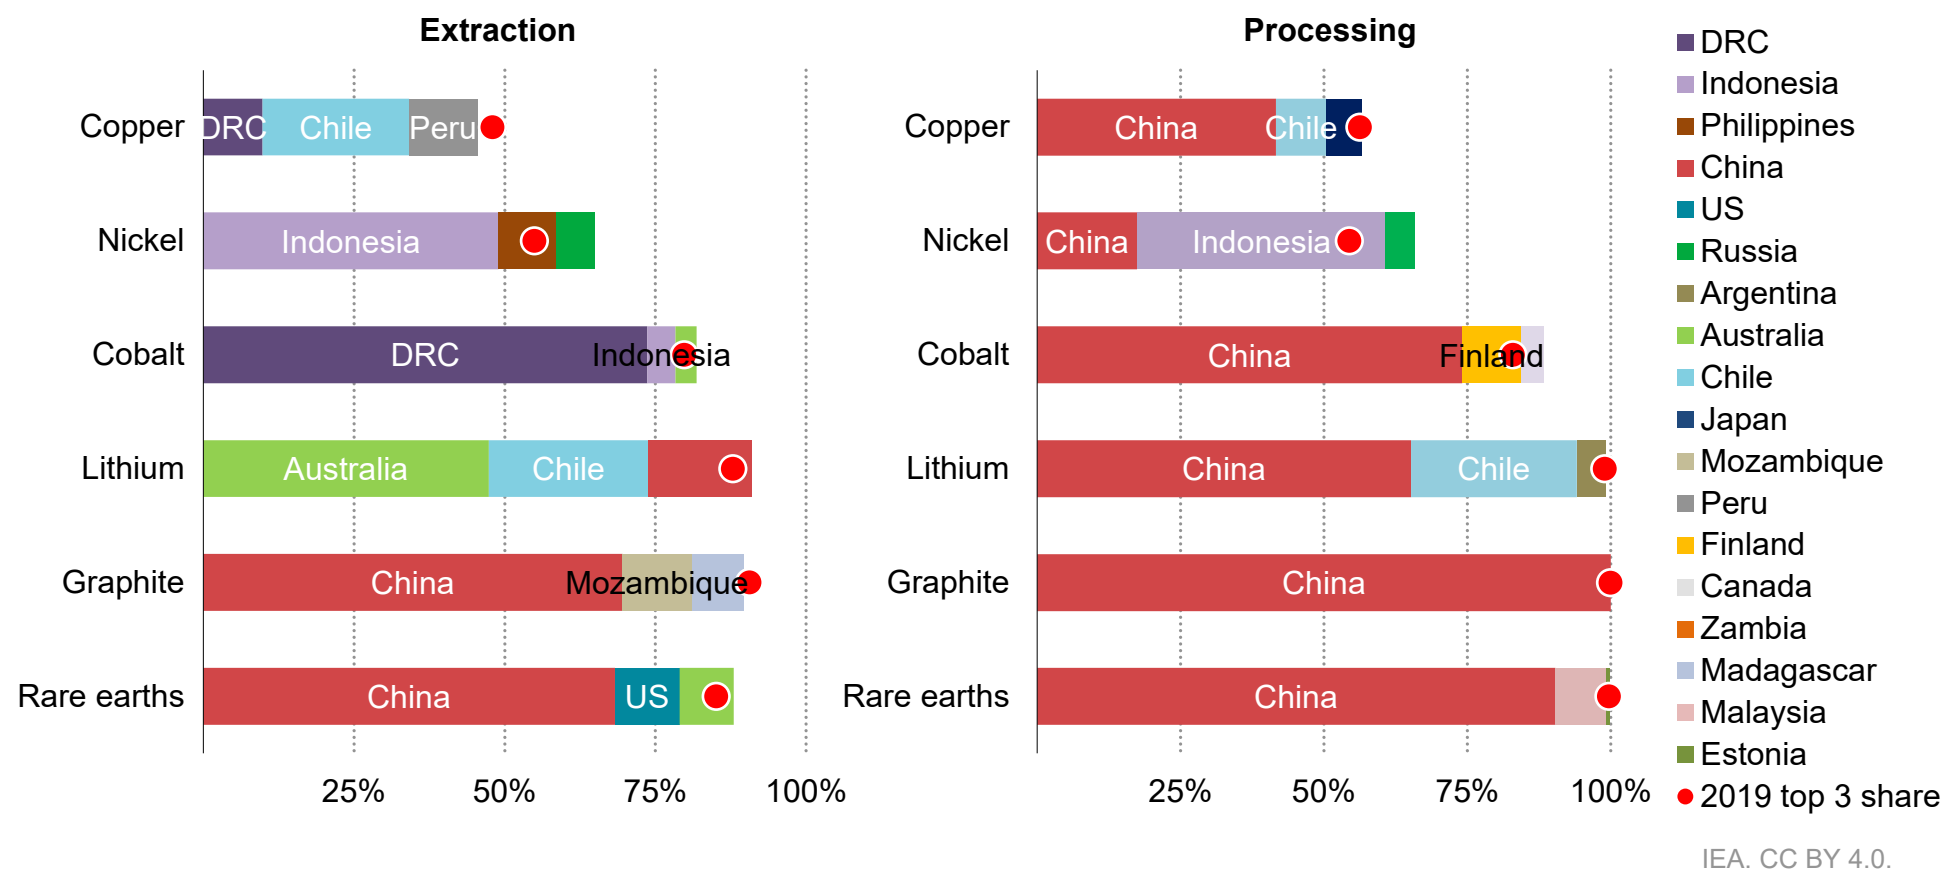 Extraction
Copper
DRC
Chile
Peru
Nickel
Indonesia
Cobalt
DRC
Indonesia
Lithium
Australia
Chile
Graphite
China
Mozambique
Rare earths
China
US
25%
50%
75%
100%
Processing
Copper
China
Chile
Nickel
China
Indonesia
Cobalt
China
Finland
Lithium
China
Chile
Graphite
China
Rare earths
China
25%
50%
75%
100%
DRC
Indonesia
Philippines
China
US
Russia
Argentina
Australia
Chile
Japan
Mozambique
Peru
Finland
Canada
Zambia
Madagascar
Malaysia
Estonia
2019 top 3 share
IEA. CC BY 4.0.